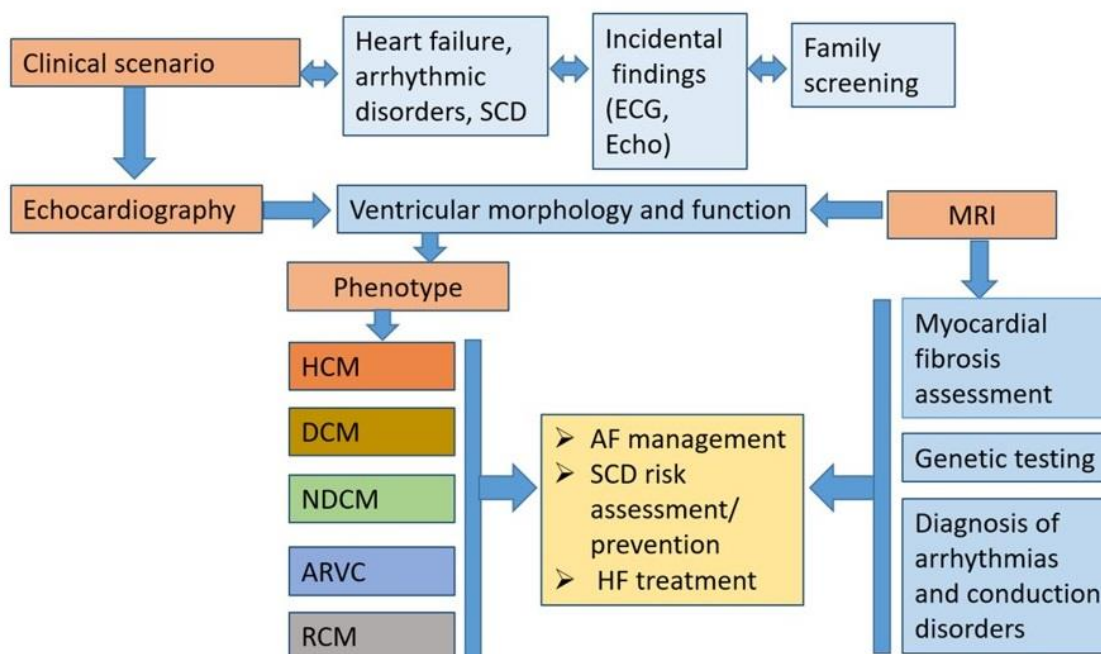 Clinical scenario
Heart failure,
arrhythmic
disorders, SCD
Incidental
findings
(ECG,
Echo)
Family
screening
Echocardiography
Ventricular morphology and function
MRI
Phenotype
HCM
DCM
NDCM
ARVC
RCM
➢ AF management
➢ SCD risk
assessment/
prevention
➢ HF treatment
Myocardial
fibrosis
assessment
Genetic testing
Diagnosis of
arrhythmias
and conduction
disorders